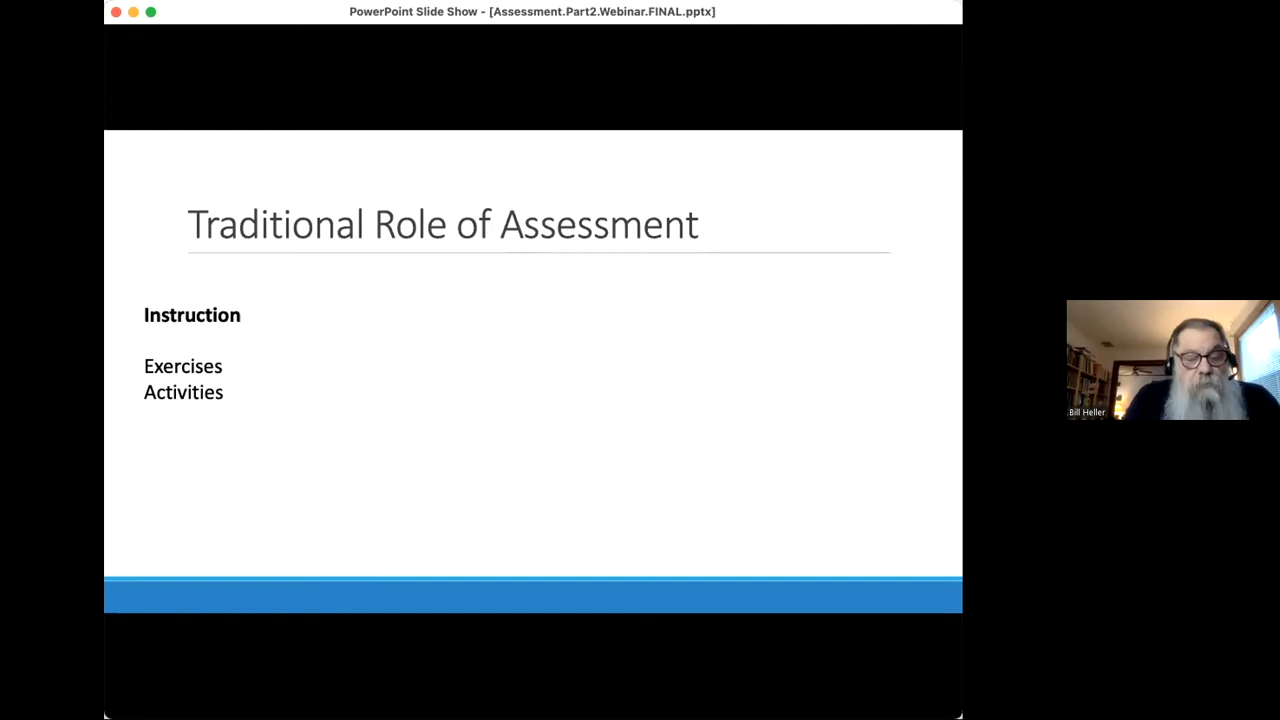 PowerPoint Slide Show - [Assessment.Part2.Webinar.FINAL.pptx]
Traditional Role of Assessment
Instruction
Exercises
Activities
Bill Heller